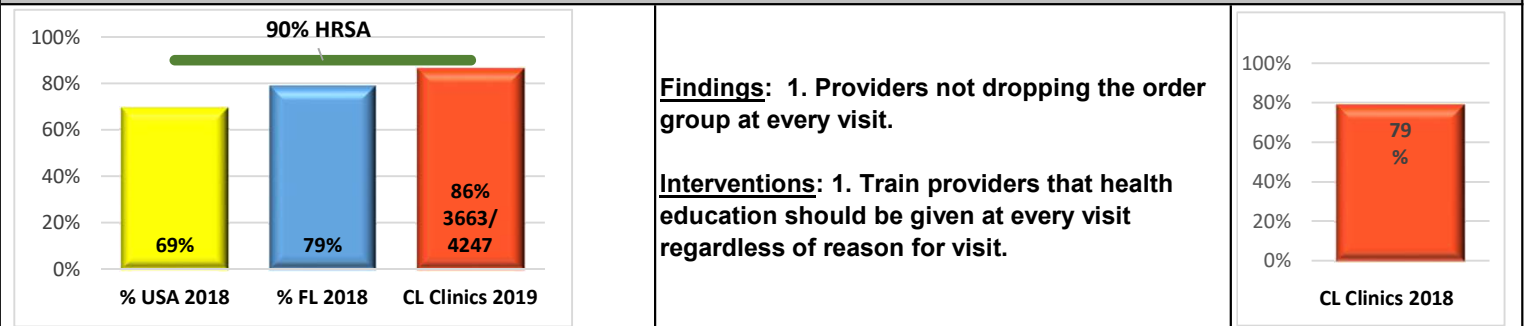 90% HRSA
100%
80%
60%
40%
20%
0%
69%
79%
86%
3663/
4247
% USA 2018
% FL 2018
CL Clinics 2019
Findings: 1. Providers not dropping the order
group at every visit.
Interventions: 1. Train providers that health
education should be given at every visit
regardless of reason for visit.
100%
80%
60%
40%
20%
0%
79
%
CL Clinics 2018